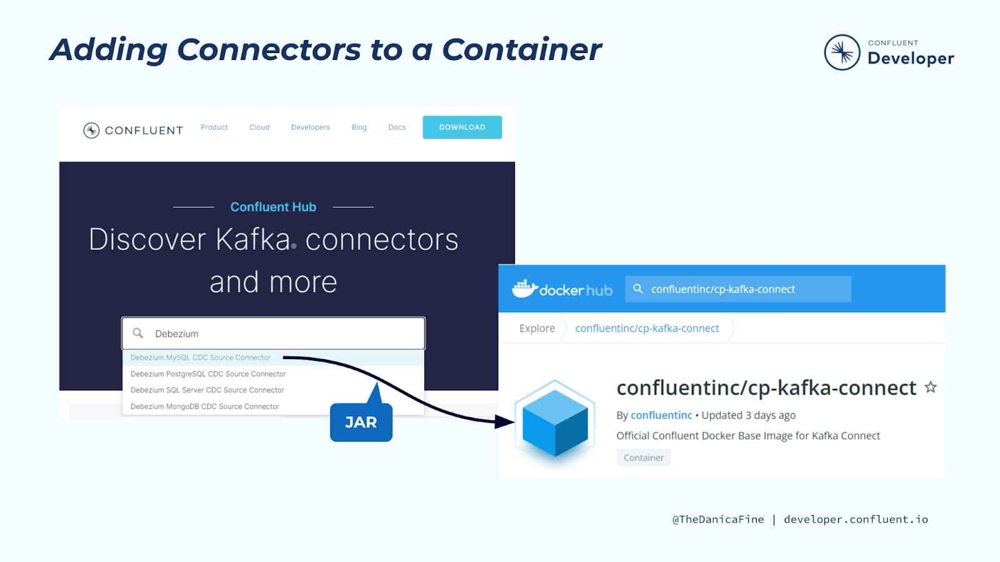 Adding Connectors to a Container
CONFLUENT
Developer
CONFLUENT Product Cloud Developers Blog Docs DOWNLOAD
Confluent Hub
Discover Kafka® connectors
and more
Debezium
Debezium MySQL CDC Source Connector
Debezium PostgreSQL CDC Source Connector
Debezium SQL Server CDC Source Connector
Debezium MongoDB CDC Source Connector
JAR
docker hub confluentinc/cp-kafka-connect
Explore confluentinc/cp-kafka-connect
confluentinc/cp-kafka-connect
By confluentinc • Updated 3 days ago
Official Confluent Docker Base Image for Kafka Connect
Container
@TheDanicaFine | developer.confluent.io